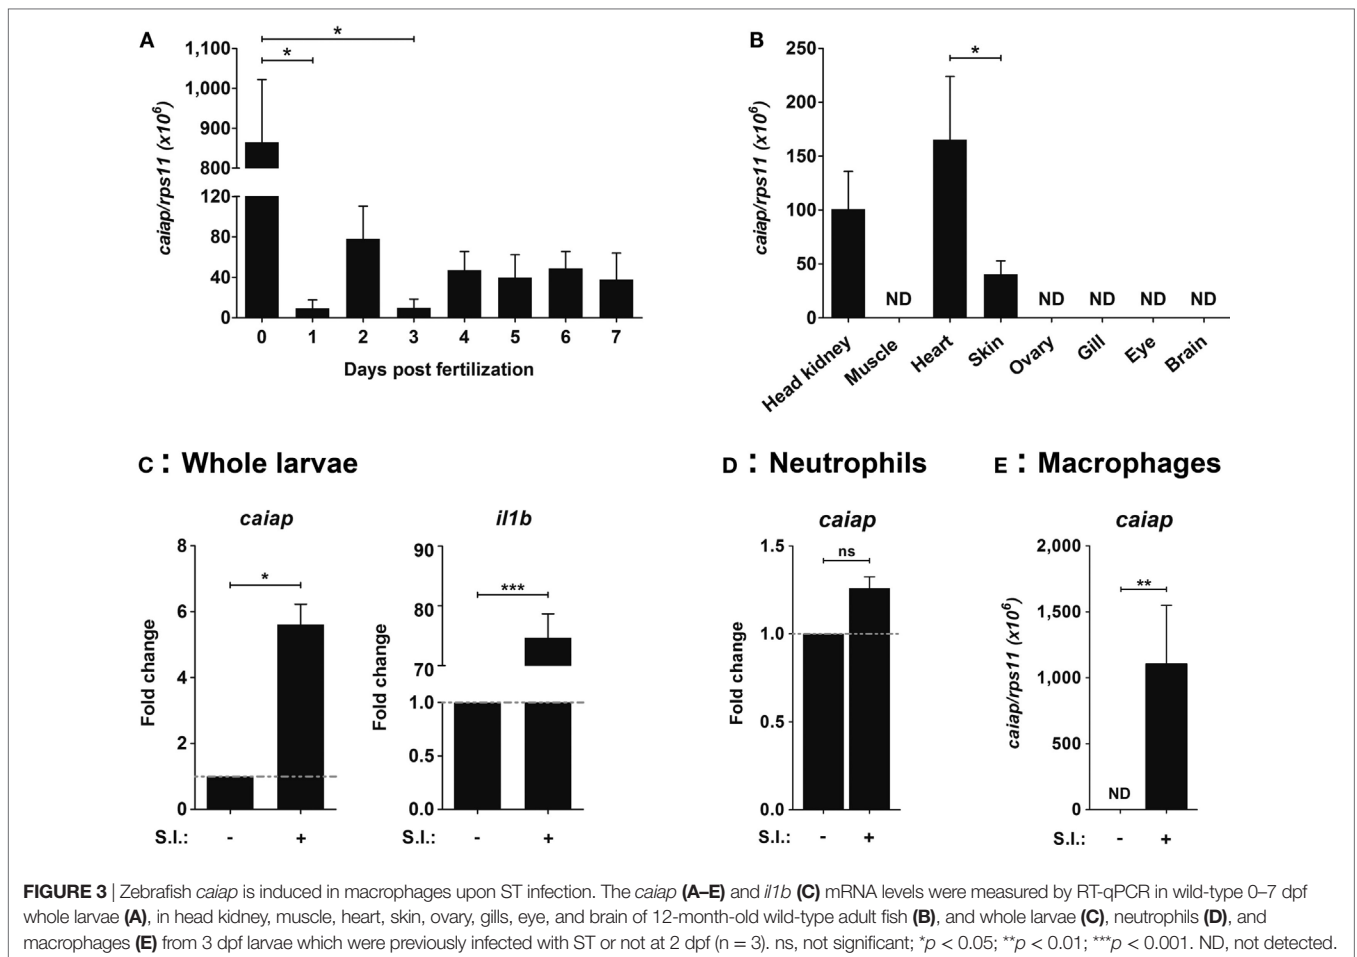 A
caiap/rps11 (x10⁶)
1,100
1,000
900
800
120
80
40
0
* *
0 1 2 3 4 5 6 7
Days post fertilization
B
caiap/rps11 (x10⁶)
250
200
150
100
50
0
*
ND ND ND ND ND
Head kidney Muscle Heart Skin Ovary Gill Eye Brain
C : Whole larvae
caiap
Fold change
8
6
4
2
0
*
S.I.: - +
il1b
Fold change
90
80
70
1.0
0.5
0.0
***
- +
S.I.:
D : Neutrophils
caiap
Fold change
1.5
1.0
0.5
0.0
ns
S.I.: - +
E : Macrophages
caiap
caiap/rps11 (x10⁶)
2,000
1,500
1,000
500
0
**
ND
S.I.: - +
FIGURE 3 | Zebrafish caiap is induced in macrophages upon ST infection. The caiap (A–E) and il1b (C) mRNA levels were measured by RT-qPCR in wild-type 0–7 dpf
whole larvae (A), in head kidney, muscle, heart, skin, ovary, gills, eye, and brain of 12-month-old wild-type adult fish (B), and whole larvae (C), neutrophils (D), and
macrophages (E) from 3 dpf larvae which were previously infected with ST or not at 2 dpf (n = 3). ns, not significant; *p < 0.05; **p < 0.01; ***p < 0.001. ND, not detected.